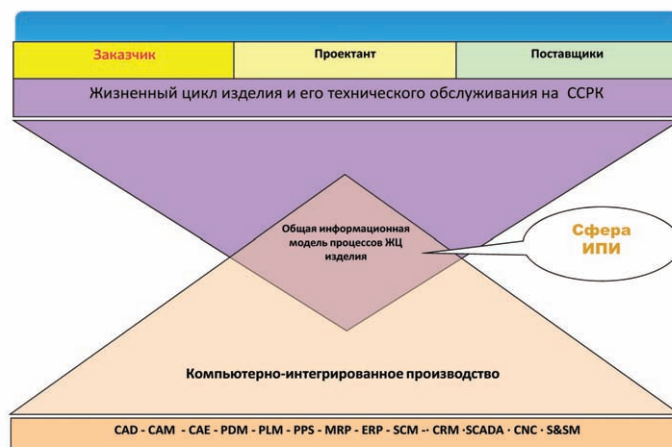 Заказчик Проектант Поставщики
Жизненный цикл изделия и его технического обслуживания на ССРК
Общая информационная
модель процессов ЖЦ
изделия
Сфера
ИПИ
Компьютерно-интегрированное производство
CAD - CAM - CAE - PDM - PLM - PPS - MRP - ERP - SCM -· CRM ·SCADA · CNC · S&SM